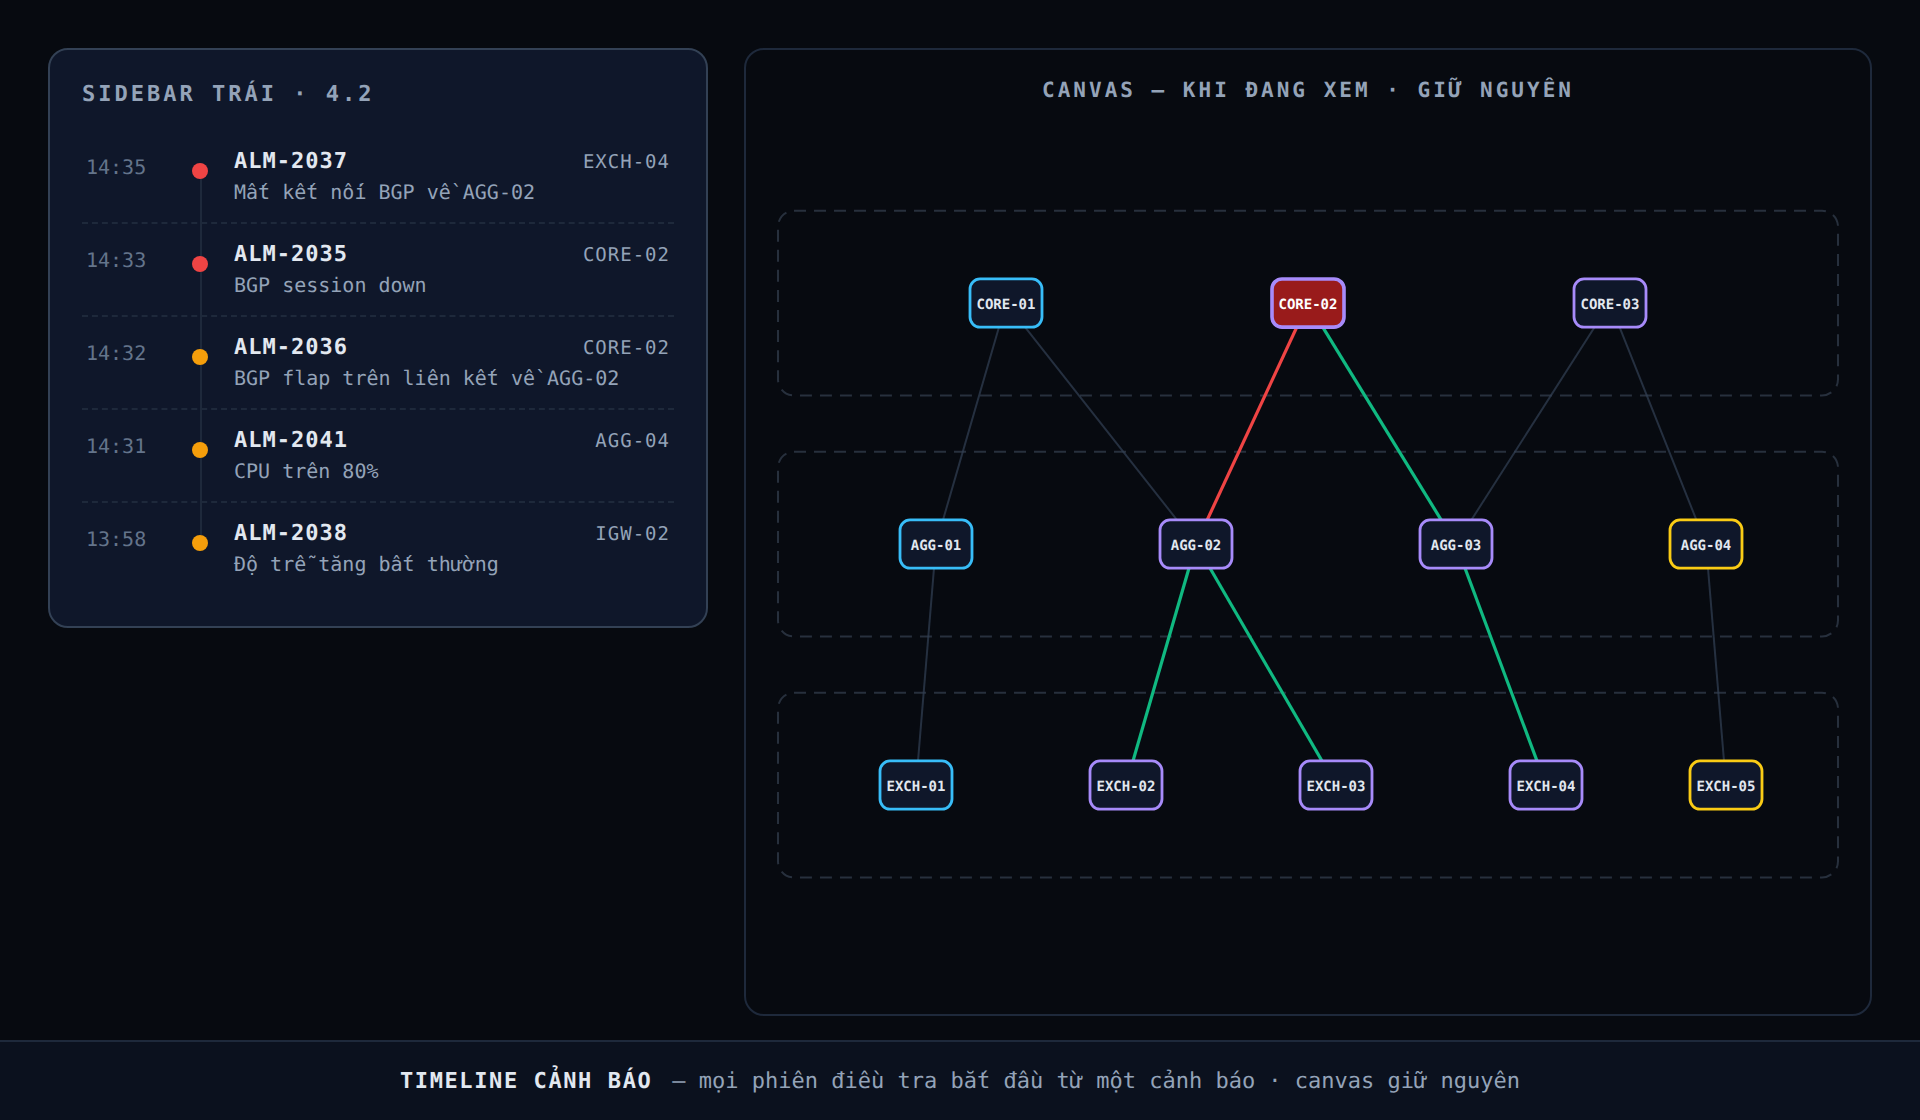 SIDEBAR TRÁI · 4.2
14:35 ALM-2037 EXCH-04
Mất kết nối BGP về AGG-02
14:33 ALM-2035 CORE-02
BGP session down
14:32 ALM-2036 CORE-02
BGP flap trên liên kết về AGG-02
14:31 ALM-2041 AGG-04
CPU trên 80%
13:58 ALM-2038 IGW-02
Độ trễ tăng bất thường
CANVAS — KHI ĐANG XEM · GIỮ NGUYÊN
CORE-01 CORE-02 CORE-03
AGG-01 AGG-02 AGG-03 AGG-04
EXCH-01 EXCH-02 EXCH-03 EXCH-04 EXCH-05
TIMELINE CẢNH BÁO — mọi phiên điều tra bắt đầu từ một cảnh báo · canvas giữ nguyên